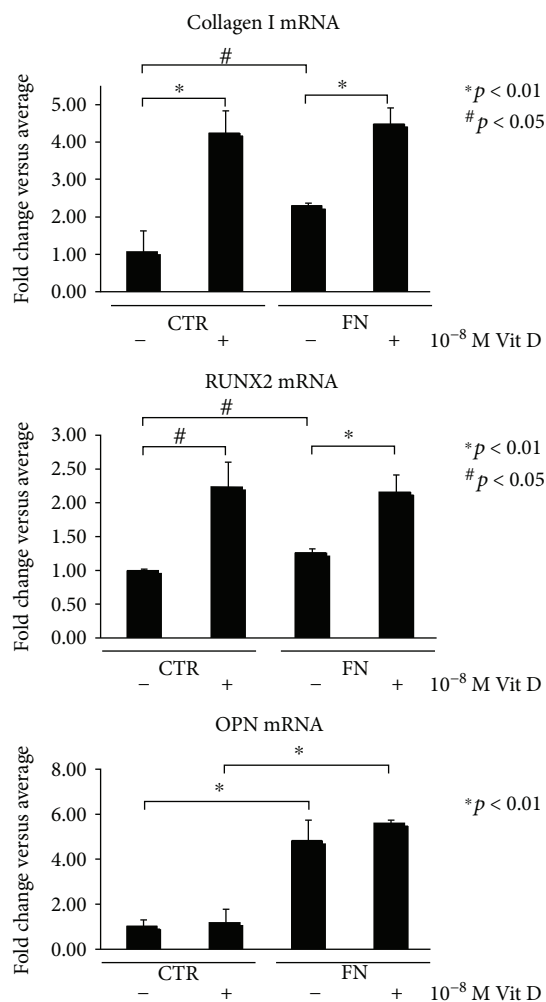 Collagen I mRNA
#
* *
*p < 0.01
#p < 0.05
Fold change versus average
5.00
4.00
3.00
2.00
1.00
0.00
CTR FN
− + − + 10⁻⁸ M Vit D
RUNX2 mRNA
#
# *
*p < 0.01
#p < 0.05
Fold change versus average
3.00
2.50
2.00
1.50
1.00
0.50
0.00
CTR FN
− + − + 10⁻⁸ M Vit D
OPN mRNA
*
*
*p < 0.01
Fold change versus average
8.00
6.00
4.00
2.00
0.00
CTR FN
− + − + 10⁻⁸ M Vit D